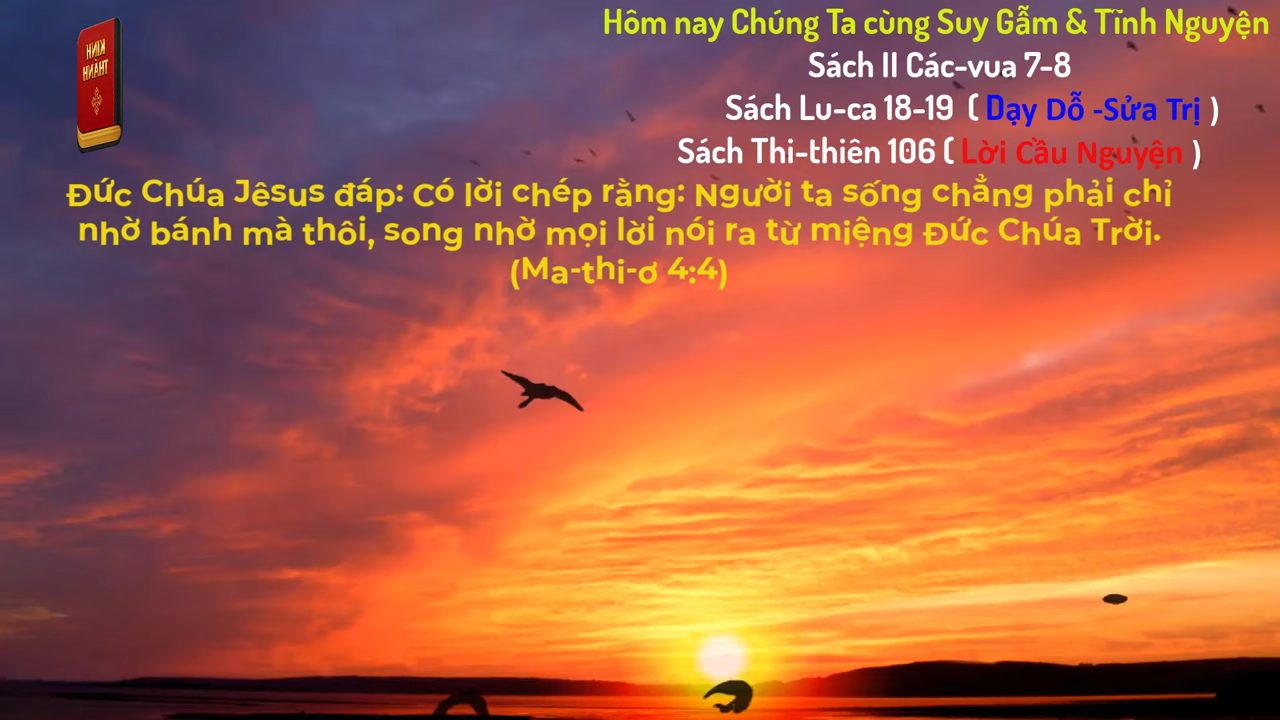 KINH
THÁNH
Hôm nay Chúng Ta cùng Suy Gẫm & Tĩnh Nguyện
Sách II Các-vua 7-8
Sách Lu-ca 18-19 ( Dạy Dỗ -Sửa Trị )
Sách Thi-thiên 106 ( Lời Cầu Nguyện )
Đức Chúa Jêsus đáp: Có lời chép rằng: Người ta sống chẳng phải chỉ
nhờ bánh mà thôi, song nhờ mọi lời nói ra từ miệng Đức Chúa Trời.
(Ma-thi-ơ 4:4)